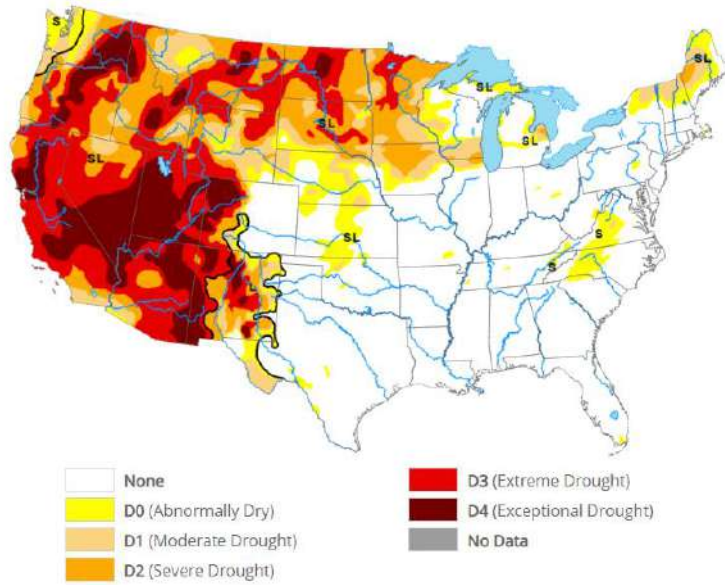 S
SL
SL
SL
SL
SL
S
SL
S
L
None
D0 (Abnormally Dry)
D1 (Moderate Drought)
D2 (Severe Drought)
D3 (Extreme Drought)
D4 (Exceptional Drought)
No Data